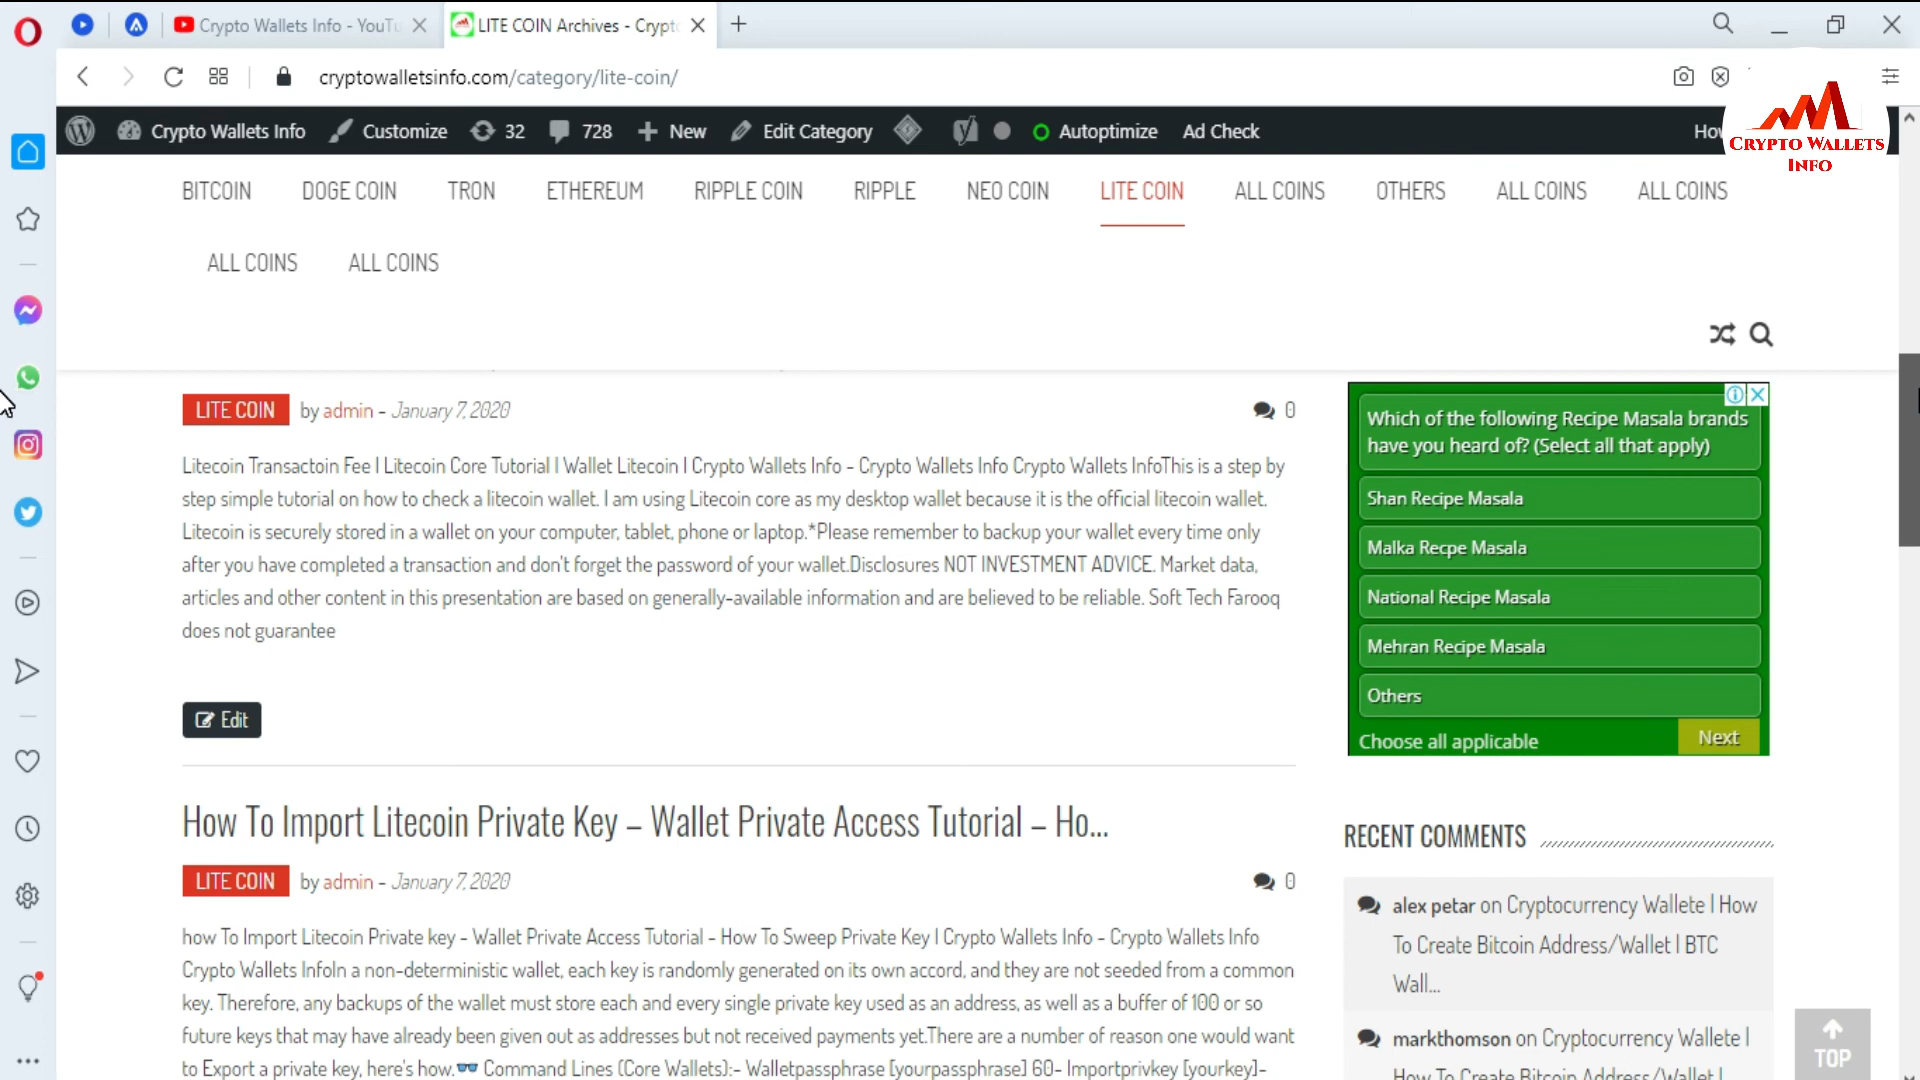 Crypto Wallets Info - YouTu
LITE COIN Archives - Crypto
cryptowalletsinfo.com/category/lite-coin/
Crypto Wallets Info Customize 32 728 New Edit Category Autoptimize Ad Check How
CRYPTO WALLETS
INFO
BITCOIN DOGE COIN TRON ETHEREUM RIPPLE COIN RIPPLE NEO COIN LITE COIN ALL COINS OTHERS ALL COINS ALL COINS
ALL COINS ALL COINS
LITE COIN by admin - January 7, 2020 0
Litecoin Transactoin Fee | Litecoin Core Tutorial | Wallet Litecoin | Crypto Wallets Info - Crypto Wallets Info Crypto Wallets InfoThis is a step by
step simple tutorial on how to check a litecoin wallet. I am using Litecoin core as my desktop wallet because it is the official litecoin wallet.
Litecoin is securely stored in a wallet on your computer, tablet, phone or laptop.*Please remember to backup your wallet every time only
after you have completed a transaction and don't forget the password of your wallet.Disclosures NOT INVESTMENT ADVICE. Market data,
articles and other content in this presentation are based on generally-available information and are believed to be reliable. Soft Tech Farooq
does not guarantee
Edit
How To Import Litecoin Private Key – Wallet Private Access Tutorial – Ho...
LITE COIN by admin - January 7, 2020 0
how To Import Litecoin Private key - Wallet Private Access Tutorial - How To Sweep Private Key | Crypto Wallets Info - Crypto Wallets Info
Crypto Wallets InfoIn a non-deterministic wallet, each key is randomly generated on its own accord, and they are not seeded from a common
key. Therefore, any backups of the wallet must store each and every single private key used as an address, as well as a buffer of 100 or so
future keys that may have already been given out as addresses but not received payments yet.There are a number of reason one would want
to Export a private key, here's how.🕶️ Command Lines (Core Wallets):- Walletpassphrase [yourpassphrase] 60- Importprivkey [yourkey]-
Which of the following Recipe Masala brands
have you heard of? (Select all that apply)
Shan Recipe Masala
Malka Recpe Masala
National Recipe Masala
Mehran Recipe Masala
Others
Choose all applicable Next
RECENT COMMENTS
alex petar on Cryptocurrency Wallete | How
To Create Bitcoin Address/Wallet | BTC
Wall...
markthomson on Cryptocurrency Wallete |
How To Create Bitcoin Address/Wallet |
TOP